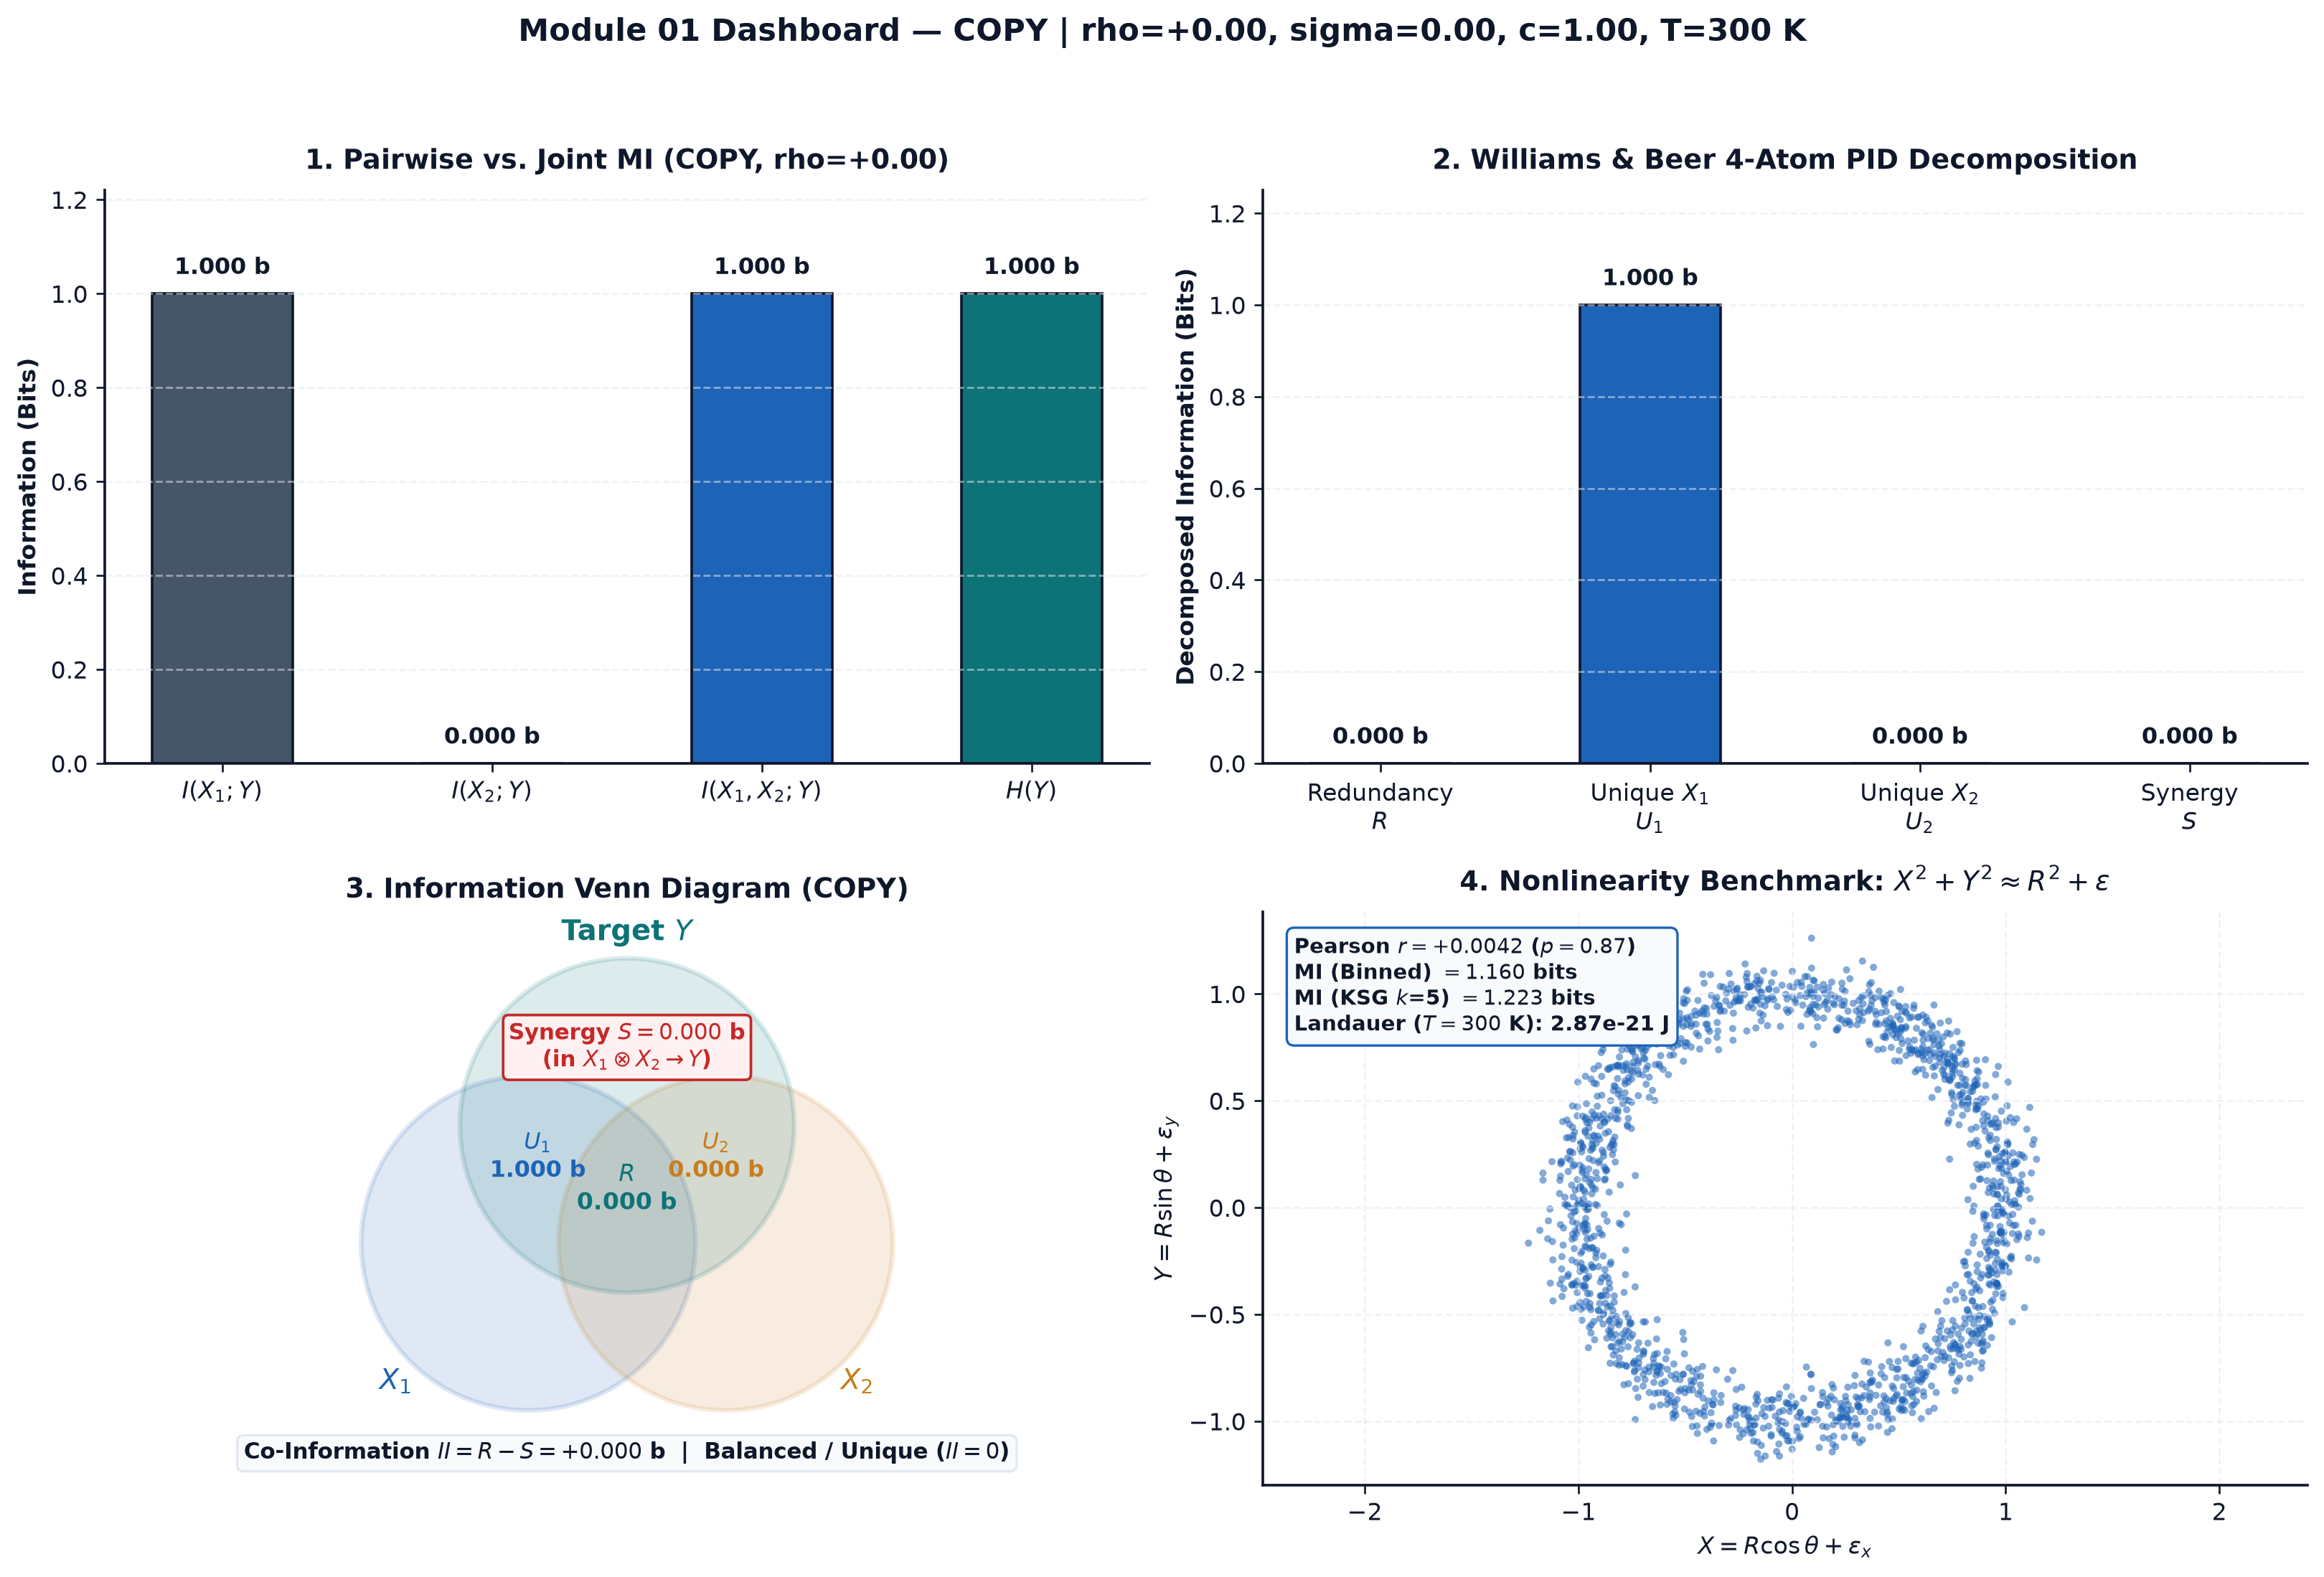 Module 01 Dashboard — COPY | rho=+0.00, sigma=0.00, c=1.00, T=300 K
1. Pairwise vs. Joint MI (COPY, rho=+0.00)
Information (Bits)
1.2
1.0
0.8
0.6
0.4
0.2
0.0
1.000 b
0.000 b
1.000 b
1.000 b
I(X₁; Y)
I(X₂; Y)
I(X₁, X₂; Y)
H(Y)
2. Williams & Beer 4-Atom PID Decomposition
Decomposed Information (Bits)
1.2
1.0
0.8
0.6
0.4
0.2
0.0
0.000 b
1.000 b
0.000 b
0.000 b
Redundancy
R
Unique X₁
U₁
Unique X₂
U₂
Synergy
S
3. Information Venn Diagram (COPY)
Target Y
Synergy S = 0.000 b
(in X₁ ⊗ X₂ → Y)
U₁
1.000 b
R
0.000 b
U₂
0.000 b
X₁
X₂
Co-Information II = R − S = +0.000 b | Balanced / Unique (II = 0)
4. Nonlinearity Benchmark: X² + Y² ≈ R² + ε
Pearson r = +0.0042 (p = 0.87)
MI (Binned) = 1.160 bits
MI (KSG k=5) = 1.223 bits
Landauer (T = 300 K): 2.87e-21 J
Y = R sin θ + ε_y
1.0
0.5
0.0
−0.5
−1.0
−2
−1
0
1
2
X = R cos θ + εₓ